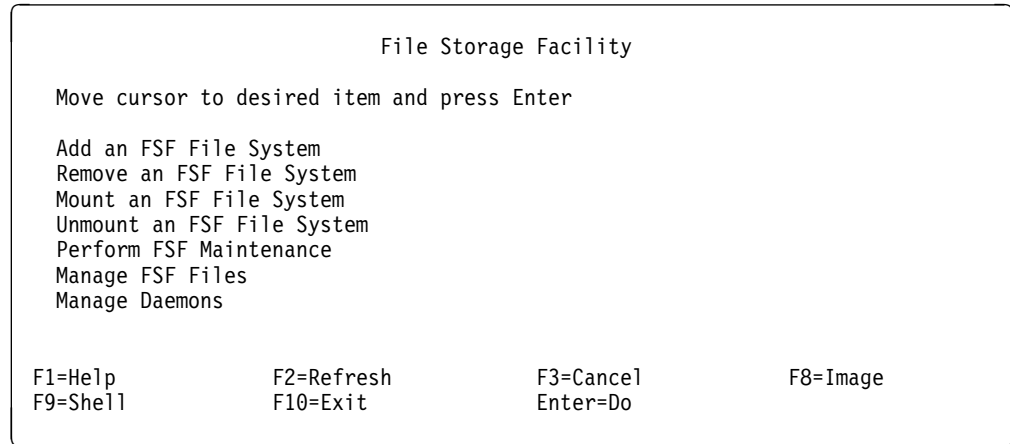 File Storage Facility
Move cursor to desired item and press Enter
Add an FSF File System
Remove an FSF File System
Mount an FSF File System
Unmount an FSF File System
Perform FSF Maintenance
Manage FSF Files
Manage Daemons
F1=Help F2=Refresh F3=Cancel F8=Image
F9=Shell F10=Exit Enter=Do